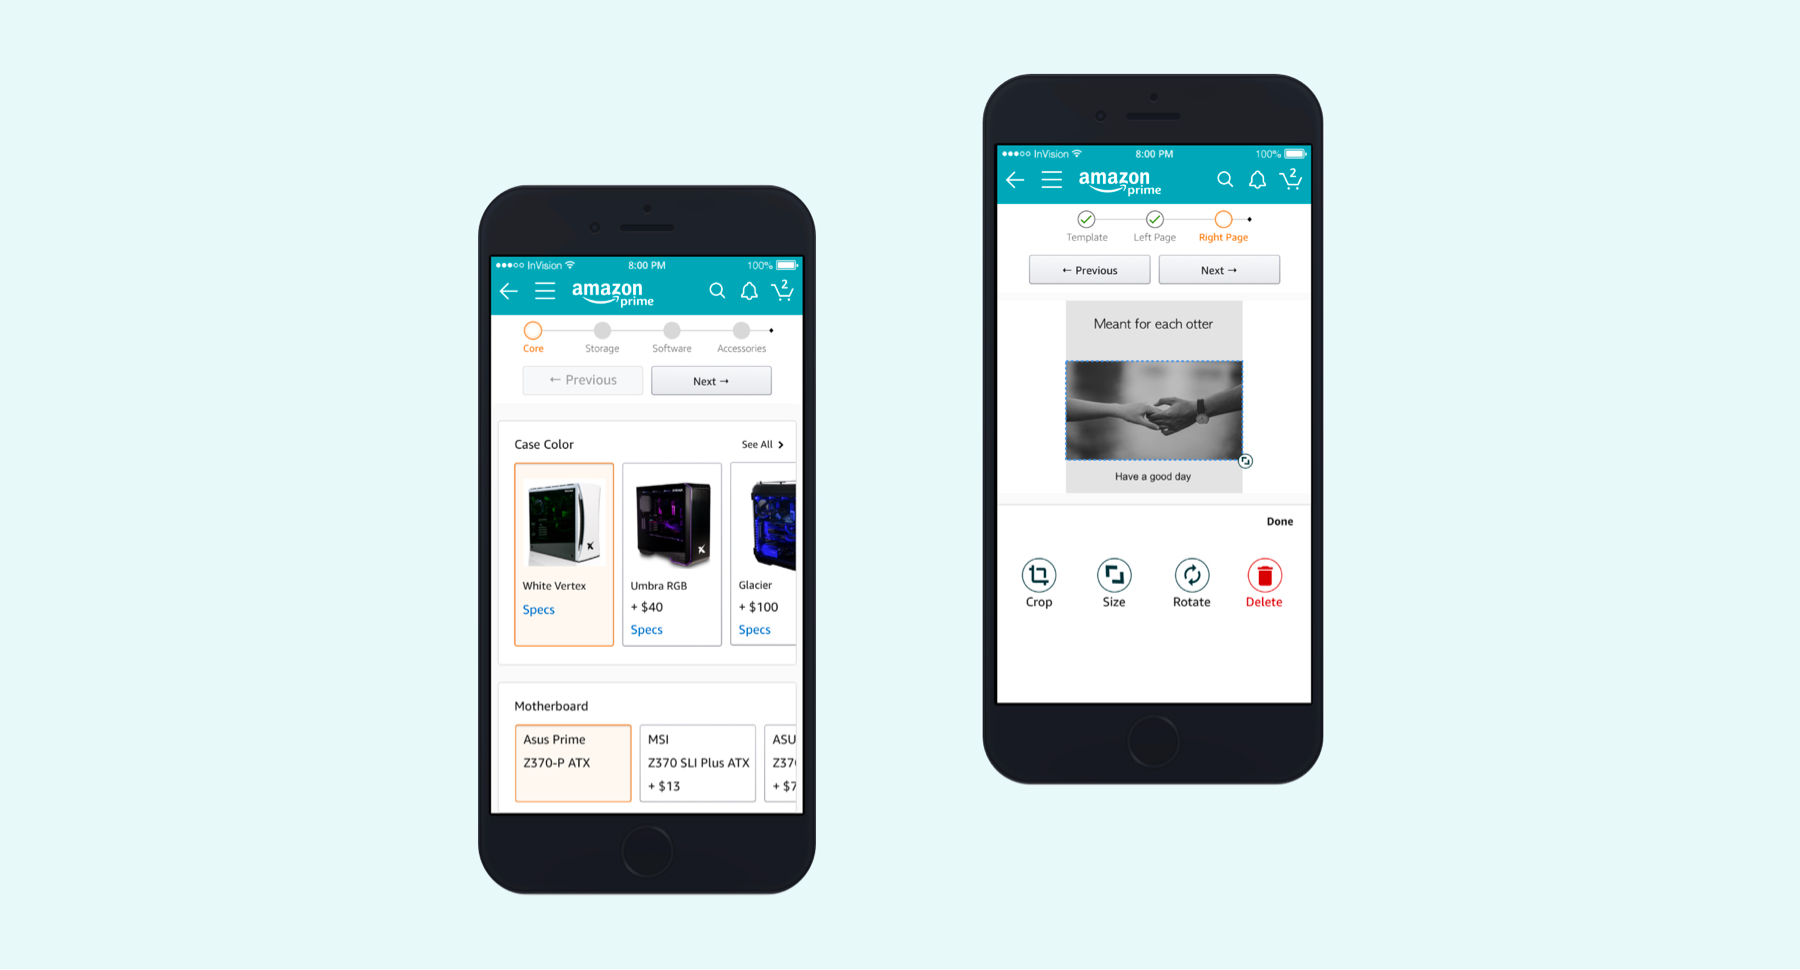 InVision 8:00 PM 100%
amazon prime 2
Core Storage Software Accessories
← Previous Next →
Case Color See All
White Vertex
Specs
Umbra RGB
+ $40
Specs
Glacier
+ $100
Specs
Motherboard
Asus Prime
Z370-P ATX
MSI
Z370 SLI Plus ATX
+ $13
ASU
Z37
+ $7
InVision 8:00 PM 100%
amazon prime 2
Template Left Page Right Page
← Previous Next →
Meant for each otter
Have a good day
Done
Crop Size Rotate Delete